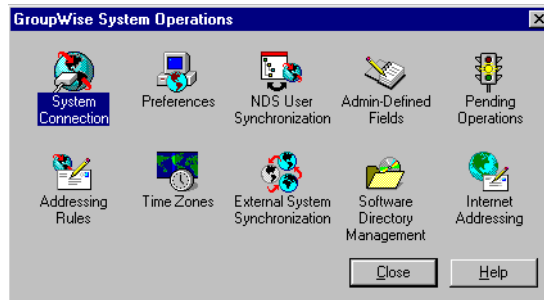 GroupWise System Operations
System
Connection
Preferences
NDS User
Synchronization
Admin-Defined
Fields
Pending
Operations
Addressing
Rules
Time Zones
External System
Synchronization
Software
Directory
Management
Internet
Addressing
Close
Help